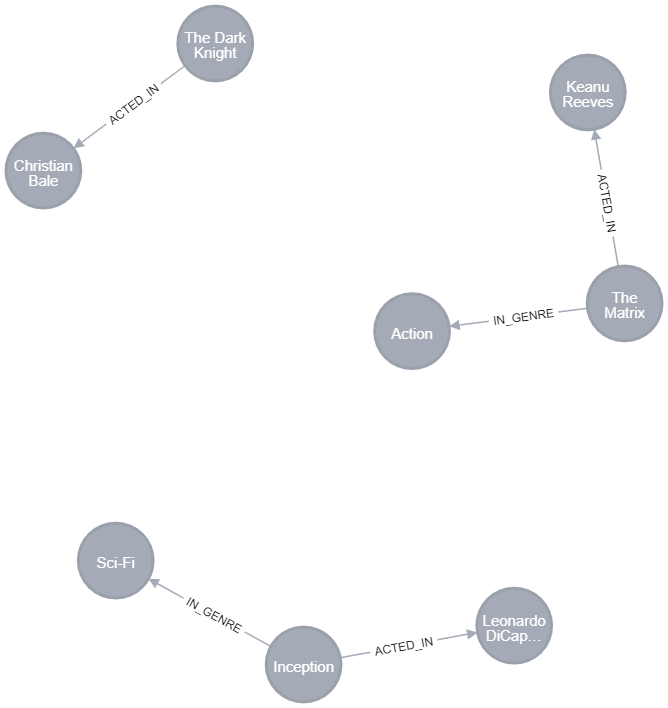 The Dark
Knight
ACTED_IN
Christian
Bale
Keanu
Reeves
ACTED_IN
The
Matrix
IN_GENRE
Action
Sci-Fi
IN_GENRE
Inception
ACTED_IN
Leonardo
DiCap...